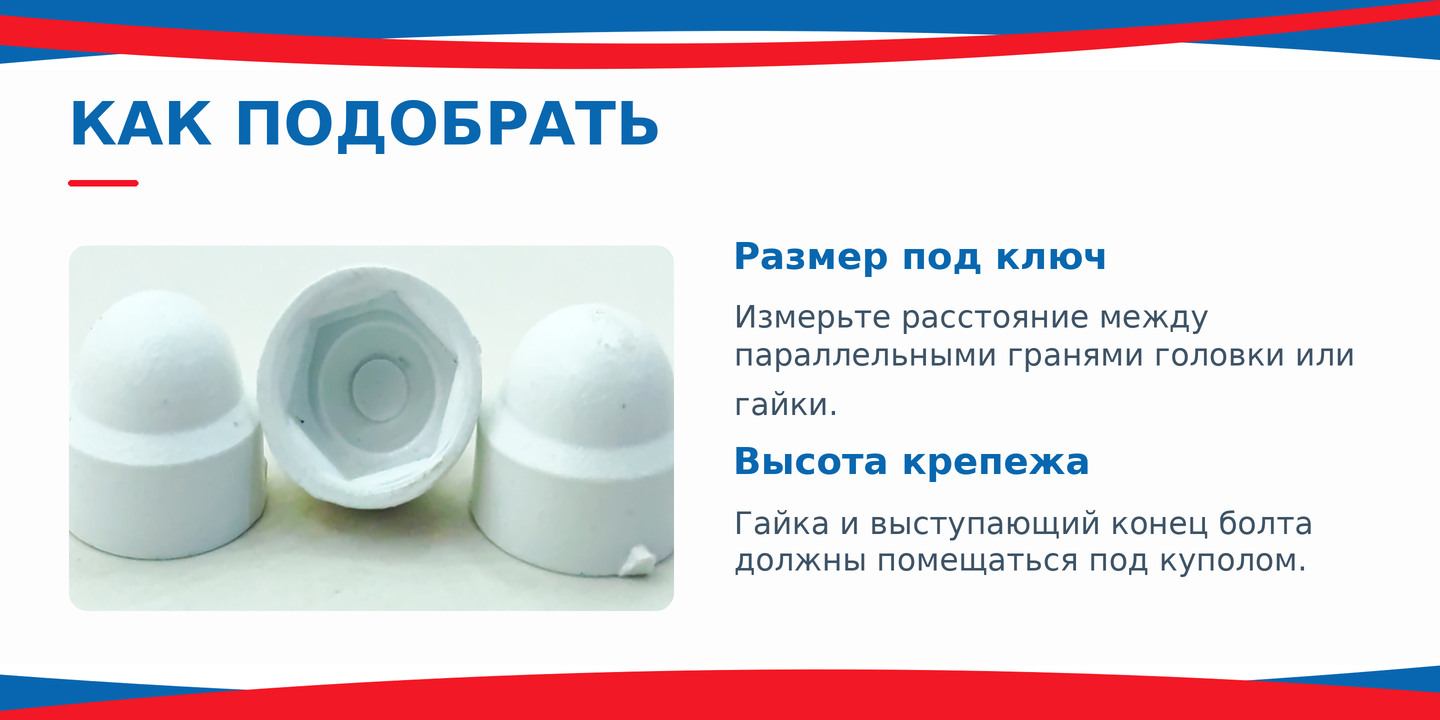 КАК ПОДОБРАТЬ
Размер под ключ
Измерьте расстояние между
параллельными гранями головки или
гайки.
Высота крепежа
Гайка и выступающий конец болта
должны помещаться под куполом.